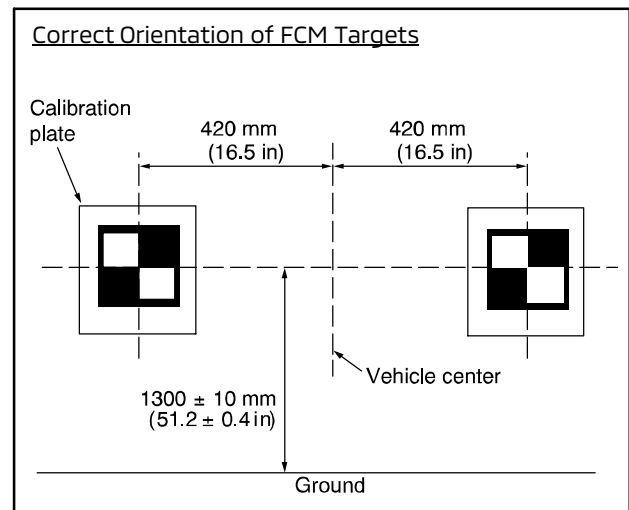 Correct Orientation of FCM Targets
Calibration
plate
420 mm
(16.5 in)
420 mm
(16.5 in)
Vehicle center
1300 ± 10 mm
(51.2 ± 0.4 in)
Ground